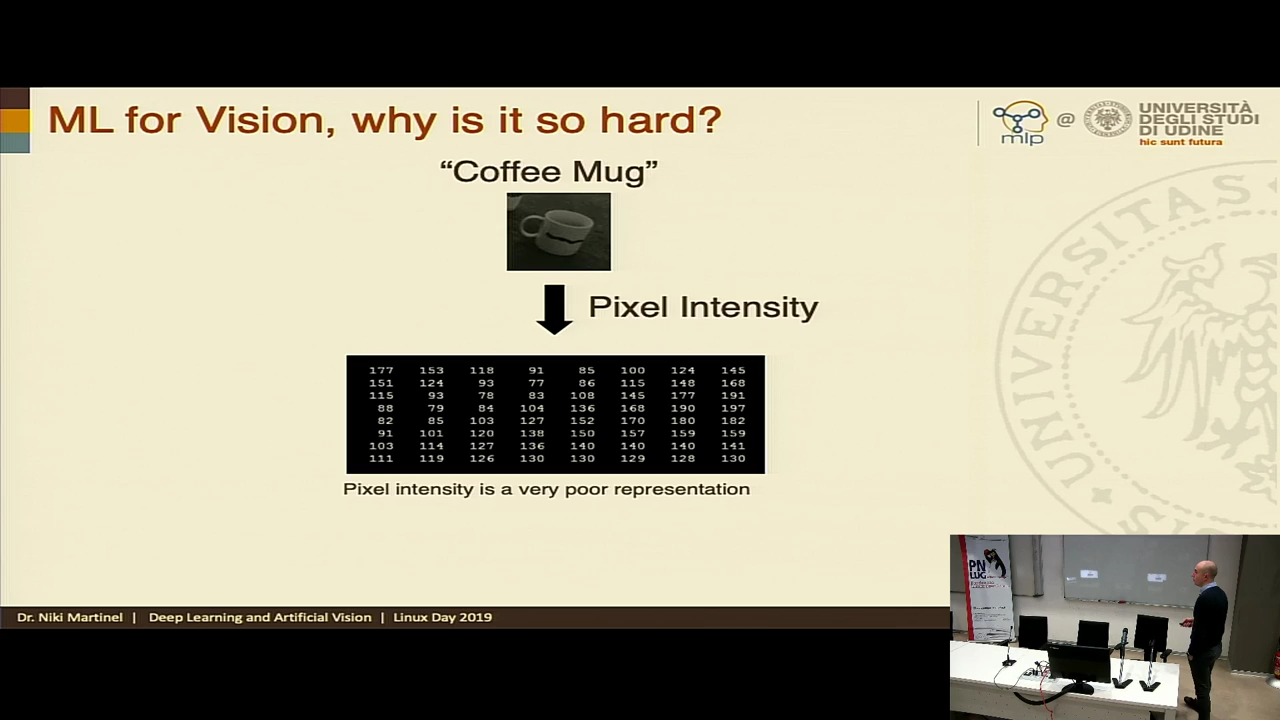 ML for Vision, why is it so hard?
mlp
@
UNIVERSITÀ
DEGLI STUDI
DI UDINE
hic sunt futura
“Coffee Mug”
Pixel Intensity
177 153 118 91 85 100 124 145
151 124 93 77 86 115 148 168
115 93 78 83 108 145 177 191
88 79 84 104 136 168 190 197
82 85 103 127 152 170 180 182
91 101 120 138 150 157 159 159
103 114 127 136 140 140 140 141
111 119 126 130 130 129 128 130
Pixel intensity is a very poor representation
UNIVERSITAS
PN
LUG
Dr. Niki Martinel | Deep Learning and Artificial Vision | Linux Day 2019